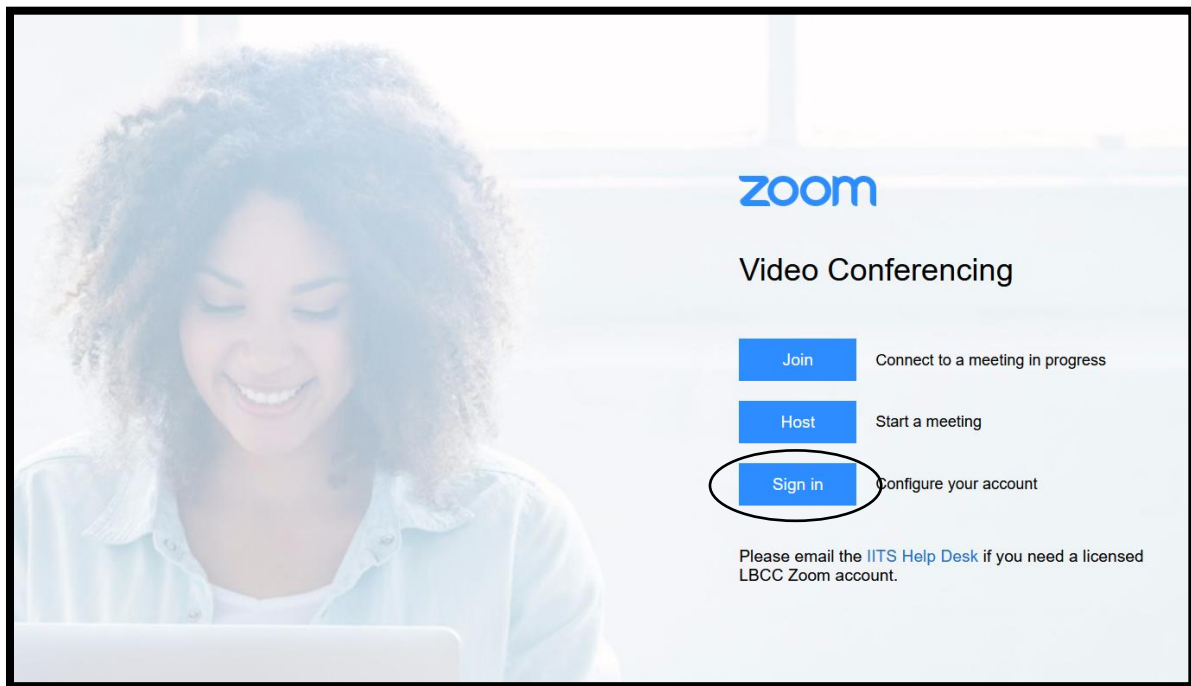 zoom
Video Conferencing
Join Connect to a meeting in progress
Host Start a meeting
Sign in Configure your account
Please email the IITS Help Desk if you need a licensed
LBCC Zoom account.